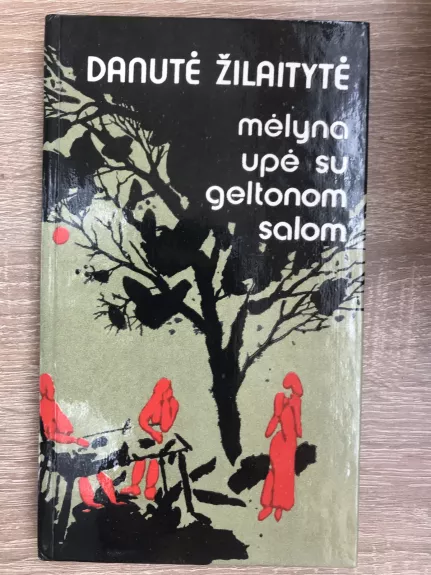 DANUTĖ ŽILAITYTĖ
mėlyna
upė su
geltonom
salom